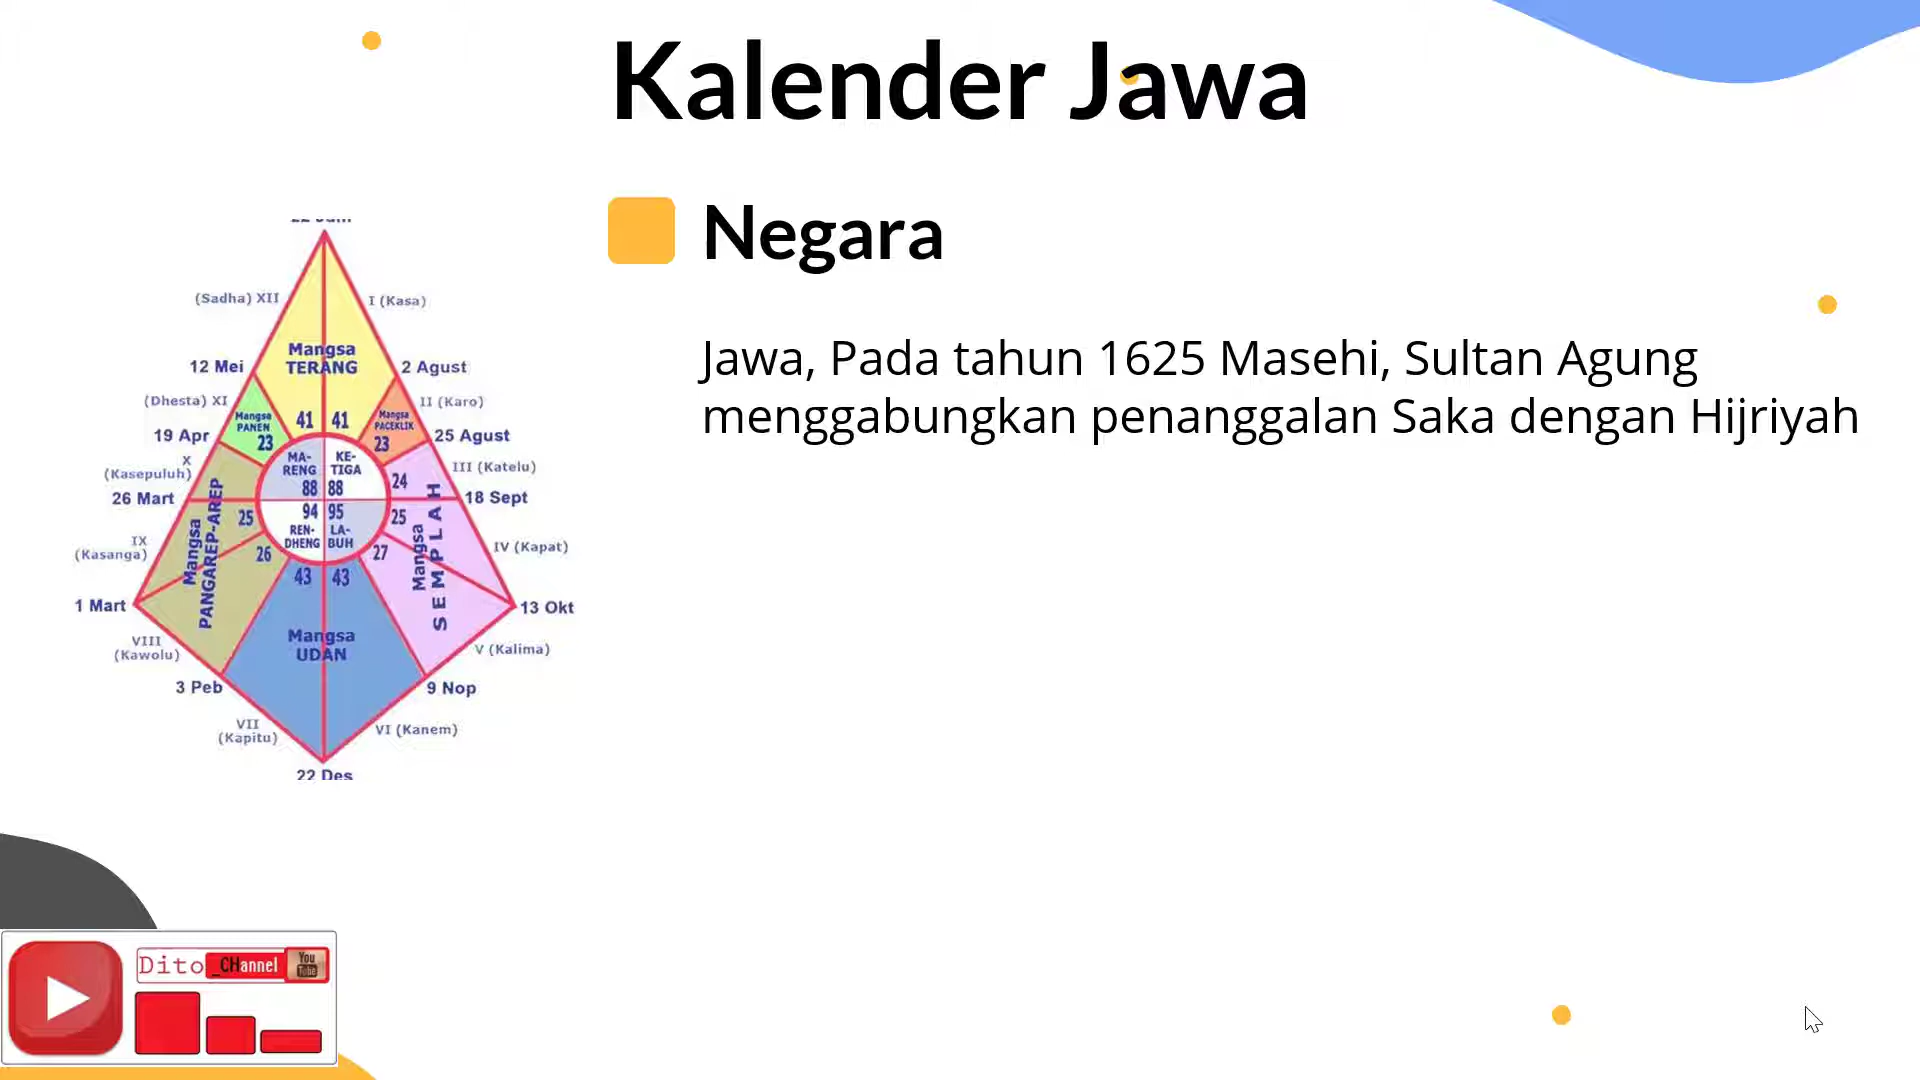 Kalender Jawa
Negara
Jawa, Pada tahun 1625 Masehi, Sultan Agung
menggabungkan penanggalan Saka dengan Hijriyah
(Sadha) XII
I (Kasa)
Mangsa
TERANG
12 Mei
2 Agust
(Dhesta) XI
II (Karo)
Mangsa
PANEN
23
41
41
Mangsa
PACEKLIK
23
19 Apr
25 Agust
X
(Kasepuluh)
III (Katelu)
MA-
RENG
88
KE-
TIGA
88
24
26 Mart
18 Sept
25
94
REN-
DHENG
95
LA-
BUH
25
IX
(Kasanga)
IV (Kapat)
26
27
Mangsa
PANGAREP-AREP
Mangsa
SEMPLAH
43
43
1 Mart
13 Okt
VIII
(Kawolu)
Mangsa
UDAN
V (Kalima)
3 Peb
9 Nop
VII
(Kapitu)
VI (Kanem)
22 Des
Dito_CHannel
You
Tube